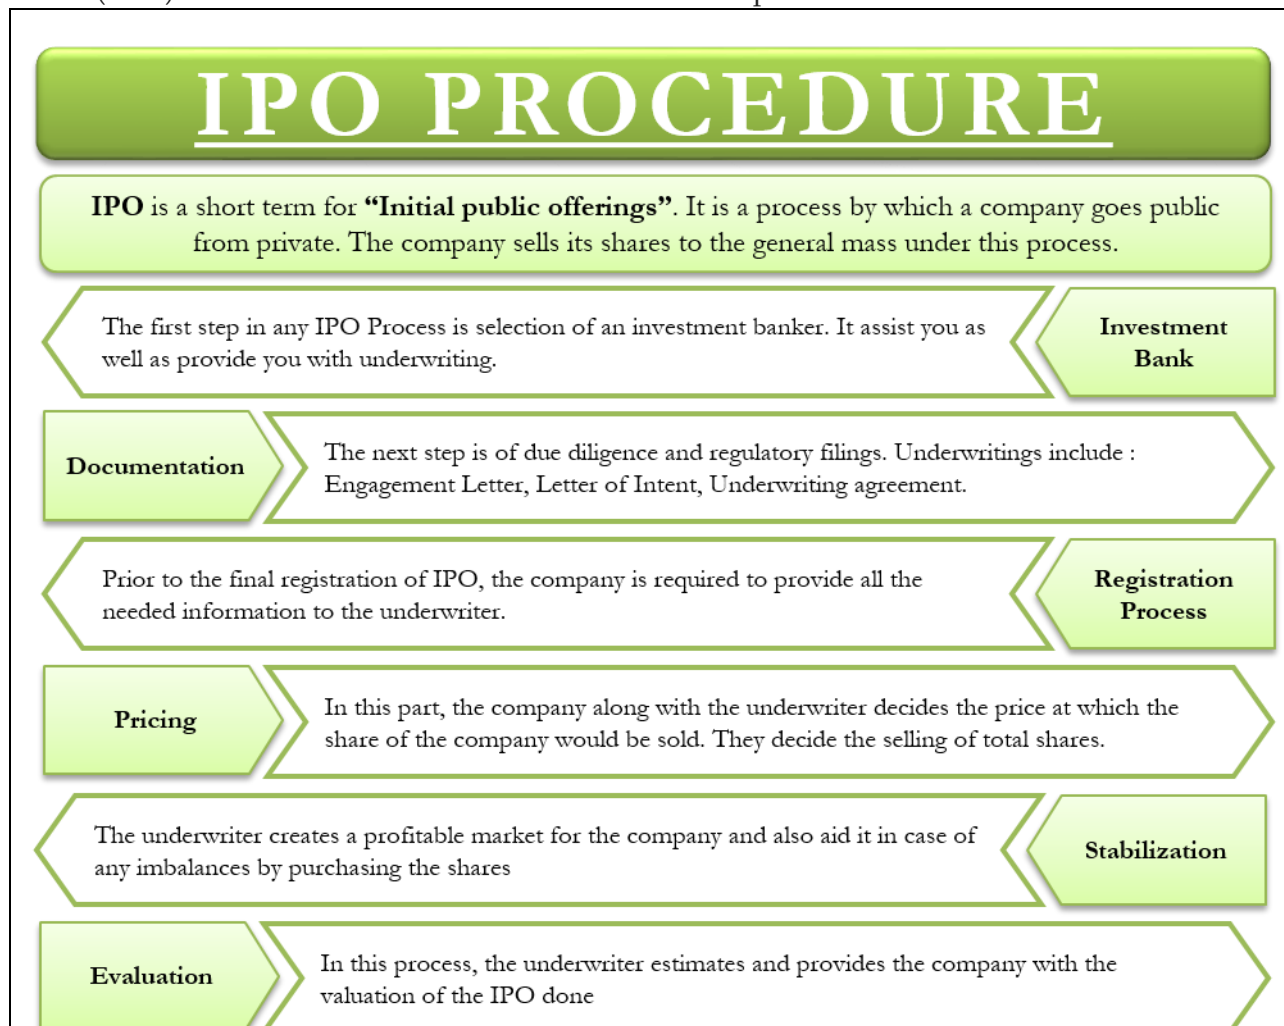 IPO PROCEDURE
IPO is a short term for “Initial public offerings”. It is a process by which a company goes public
from private. The company sells its shares to the general mass under this process.
The first step in any IPO Process is selection of an investment banker. It assist you as
well as provide you with underwriting.
Investment
Bank
Documentation
The next step is of due diligence and regulatory filings. Underwritings include :
Engagement Letter, Letter of Intent, Underwriting agreement.
Prior to the final registration of IPO, the company is required to provide all the
needed information to the underwriter.
Registration
Process
Pricing
In this part, the company along with the underwriter decides the price at which the
share of the company would be sold. They decide the selling of total shares.
The underwriter creates a profitable market for the company and also aid it in case of
any imbalances by purchasing the shares
Stabilization
Evaluation
In this process, the underwriter estimates and provides the company with the
valuation of the IPO done